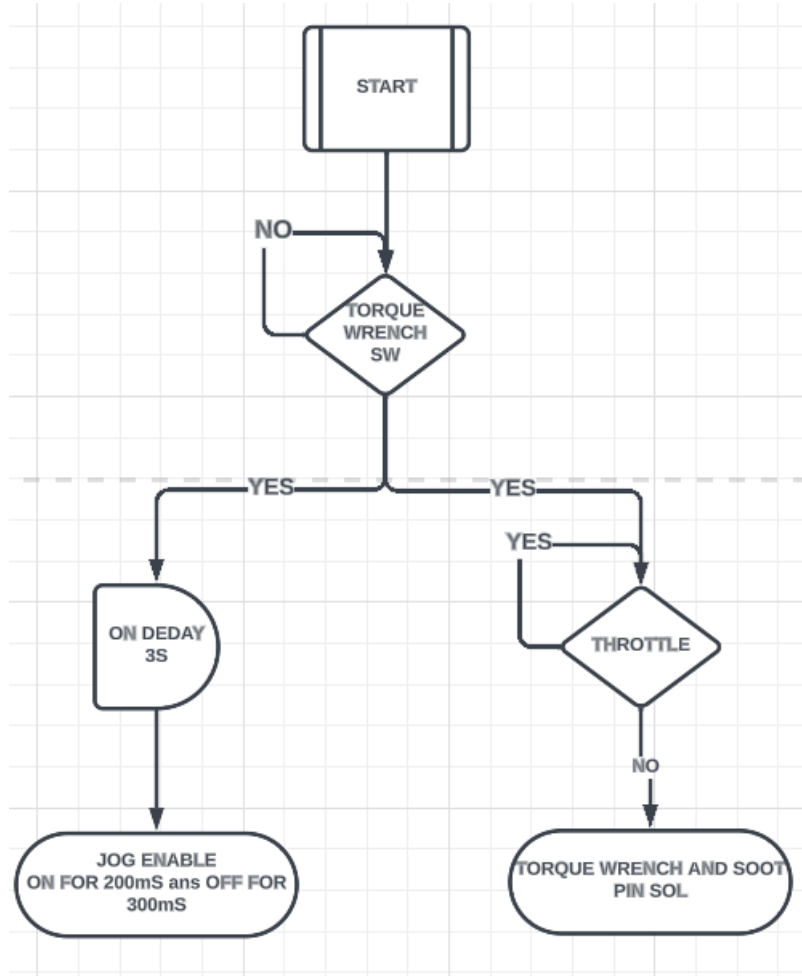 START
NO
TORQUE
WRENCH
SW
YES
YES
YES
ON DEDAY
3S
THROTTLE
NO
JOG ENABLE
ON FOR 200mS ans OFF FOR
300mS
TORQUE WRENCH AND SOOT
PIN SOL